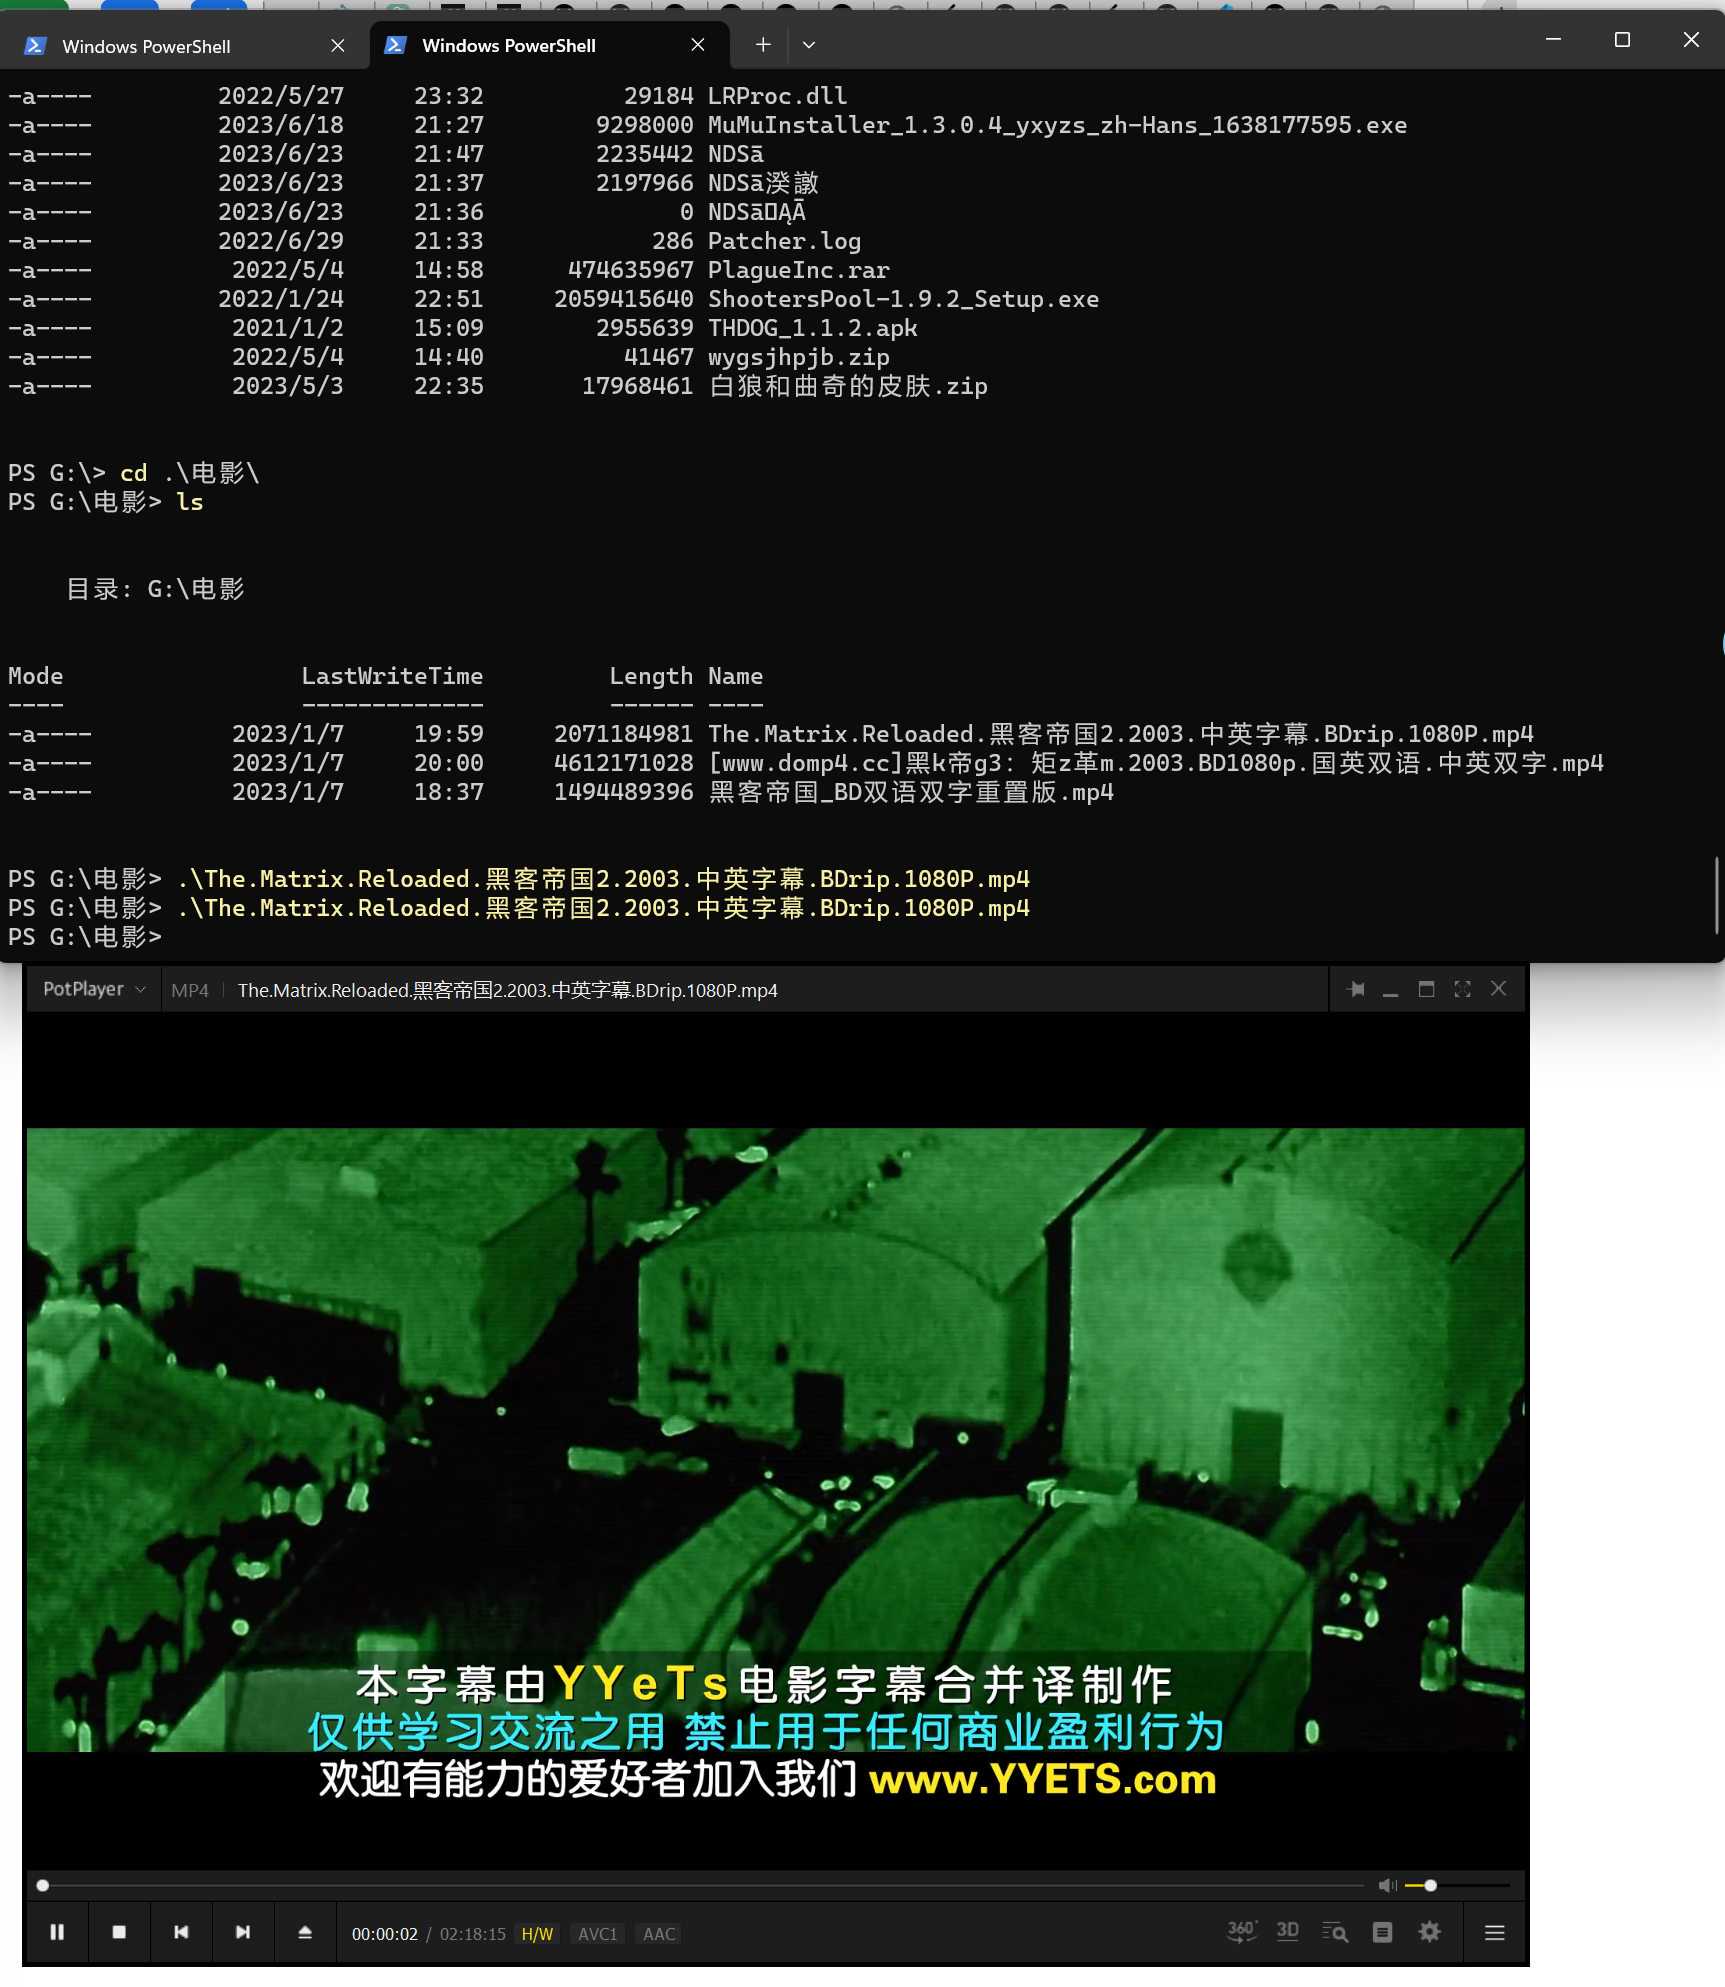 Windows PowerShell
Windows PowerShell
-a---- 2022/5/27 23:32 29184 LRProc.dll
-a---- 2023/6/18 21:27 9298000 MuMuInstaller_1.3.0.4_yxyzs_zh-Hans_1638177595.exe
-a---- 2023/6/23 21:47 2235442 NDSā
-a---- 2023/6/23 21:37 2197966 NDSā
-a---- 2023/6/23 21:36 0 NDSā ĄĀ
-a---- 2022/6/29 21:33 286 Patcher.log
-a---- 2022/5/4 14:58 474635967 PlagueInc.rar
-a---- 2022/1/24 22:51 2059415640 ShootersPool-1.9.2_Setup.exe
-a---- 2021/1/2 15:09 2955639 THDOG_1.1.2.apk
-a---- 2022/5/4 14:40 41467 wygsjhpjb.zip
-a---- 2023/5/3 22:35 17968461 白狼和曲奇的皮肤.zip
PS G:\> cd .\电影\
PS G:\电影> ls
目录: G:\电影
Mode LastWriteTime Length Name
---- ------------- ------ ----
-a---- 2023/1/7 19:59 2071184981 The.Matrix.Reloaded.黑客帝国2.2003.中英字幕.BDrip.1080P.mp4
-a---- 2023/1/7 20:00 4612171028 [www.domp4.cc]黑k帝g3：矩z革m.2003.BD1080p.国英双语.中英双字.mp4
-a---- 2023/1/7 18:37 1494489396 黑客帝国_BD双语双字重置版.mp4
PS G:\电影> .\The.Matrix.Reloaded.黑客帝国2.2003.中英字幕.BDrip.1080P.mp4
PS G:\电影> .\The.Matrix.Reloaded.黑客帝国2.2003.中英字幕.BDrip.1080P.mp4
PS G:\电影>
PotPlayer MP4 The.Matrix.Reloaded.黑客帝国2.2003.中英字幕.BDrip.1080P.mp4
本字幕由YYeTs电影字幕合并译制作
仅供学习交流之用 禁止用于任何商业盈利行为
欢迎有能力的爱好者加入我们 www.YYETS.com
00:00:02 / 02:18:15 H/W AVC1 AAC 360° 3D